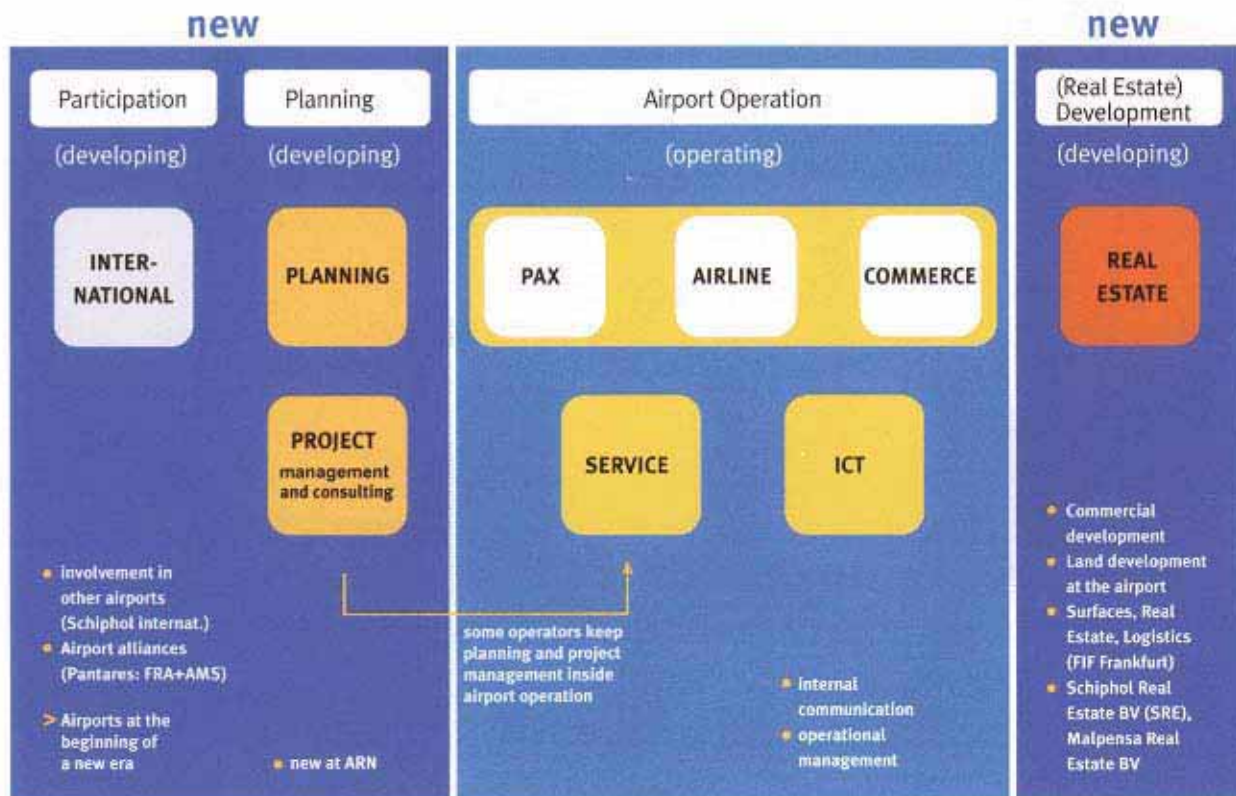 new
new
Participation
(developing)
INTER-
NATIONAL
involvement in
other airports
(Schiphol internat.)
Airport alliances
(Pantares: FRA+AMS)
> Airports at the
beginning of
a new era
Planning
(developing)
PLANNING
PROJECT
management
and consulting
new at ARN
Airport Operation
(operating)
PAX
AIRLINE
COMMERCE
SERVICE
ICT
some operators keep
planning and project
management inside
airport operation
internal
communication
operational
management
(Real Estate)
Development
(developing)
REAL
ESTATE
Commercial
development
Land development
at the airport
Surfaces, Real
Estate, Logistics
(FIF Frankfurt)
Schiphol Real
Estate BV (SRE),
Malpensa Real
Estate BV